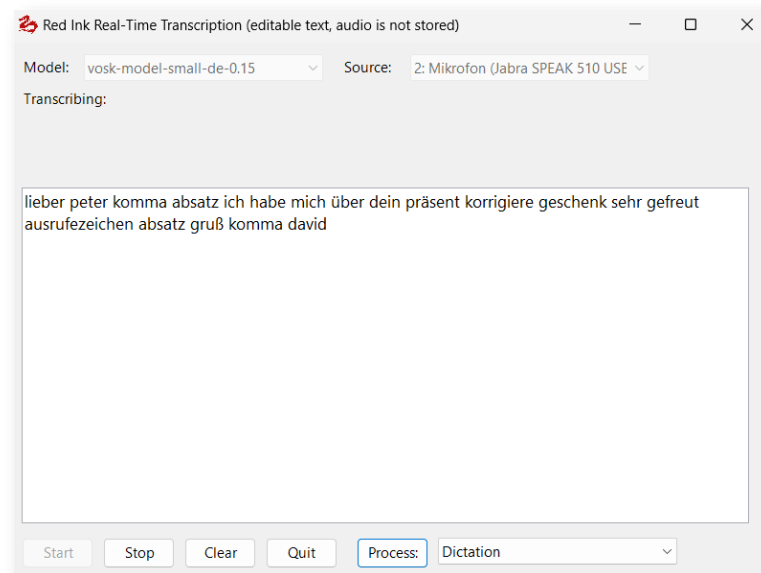 Red Ink Real-Time Transcription (editable text, audio is not stored)
Model: vosk-model-small-de-0.15 Source: 2: Mikrofon (Jabra SPEAK 510 USE
Transcribing:
lieber peter komma absatz ich habe mich über dein präsent korrigiere geschenk sehr gefreut
ausrufezeichen absatz gruß komma david
Start Stop Clear Quit Process: Dictation